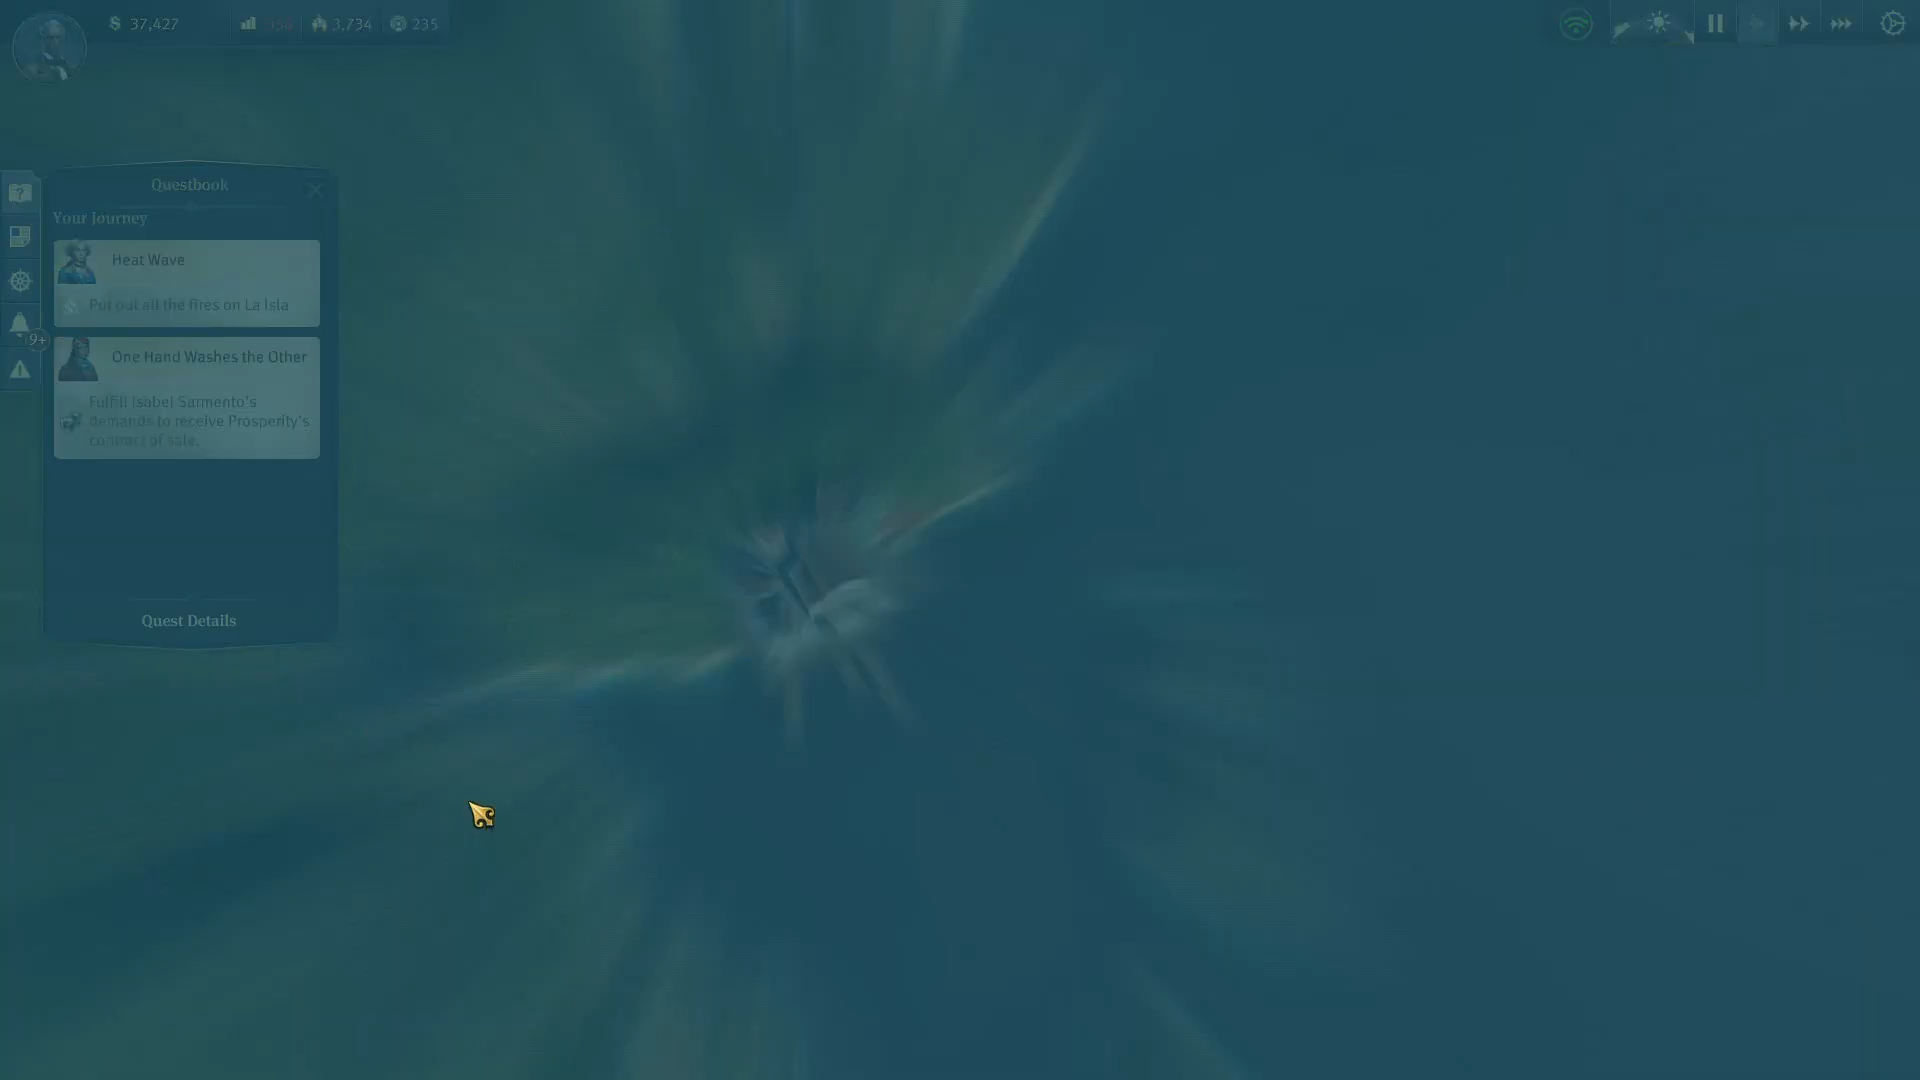 37,427
3,734
235
Questbook
Your Journey
Heat Wave
Put out all the fires on La Isla
9+
One Hand Washes the Other
Fulfill Isabel Sarmento's
demands to receive Prosperity's
contract of sale.
Quest Details